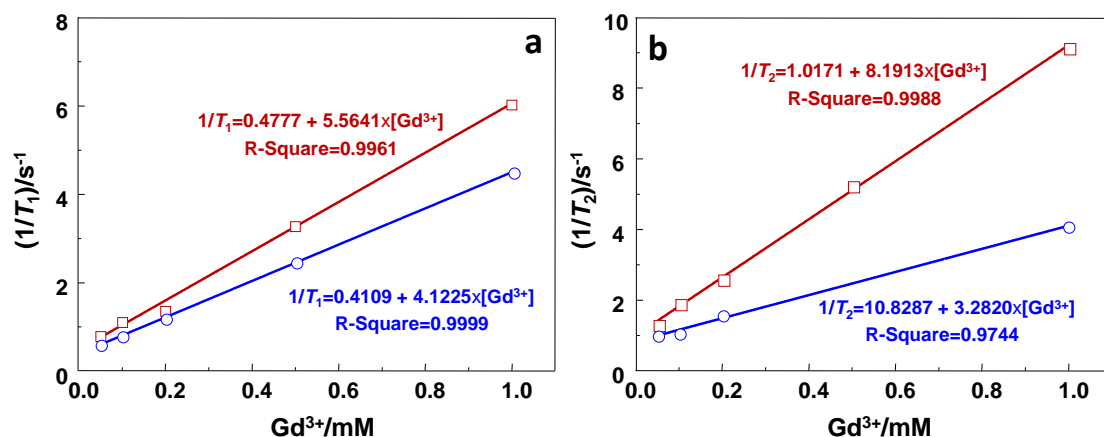 a
8
6
4
2
0
(1/T₁)/s⁻¹
1/T₁=0.4777 + 5.5641x[Gd³⁺]
R-Square=0.9961
1/T₁=0.4109 + 4.1225x[Gd³⁺]
R-Square=0.9999
0.0 0.2 0.4 0.6 0.8 1.0
Gd³⁺/mM
b
10
8
6
4
2
0
(1/T₂)/s⁻¹
1/T₂=1.0171 + 8.1913x[Gd³⁺]
R-Square=0.9988
1/T₂=10.8287 + 3.2820x[Gd³⁺]
R-Square=0.9744
0.0 0.2 0.4 0.6 0.8 1.0
Gd³⁺/mM